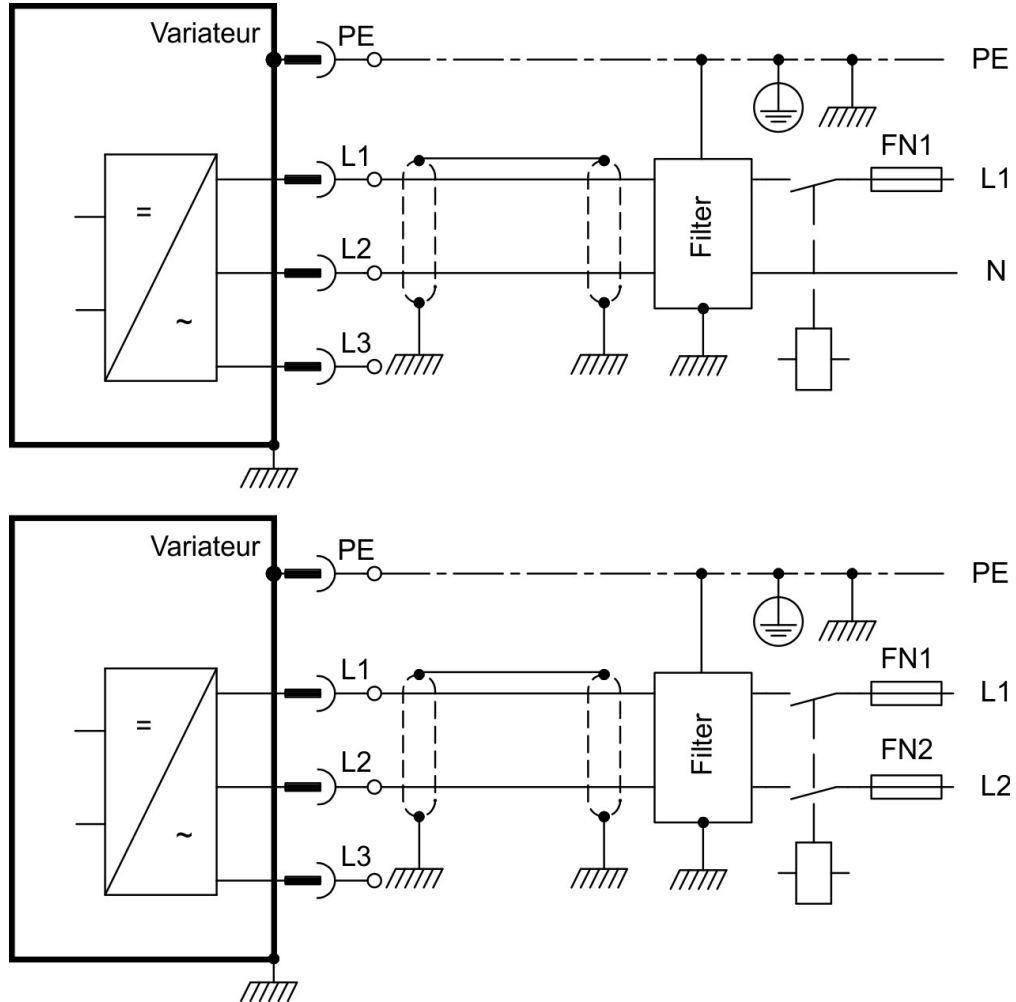 Variateur
PE
PE
L1
FN1
L1
=
L2
Filter
N
~
L3
Variateur
PE
PE
L1
FN1
L1
=
L2
Filter
FN2
L2
~
L3